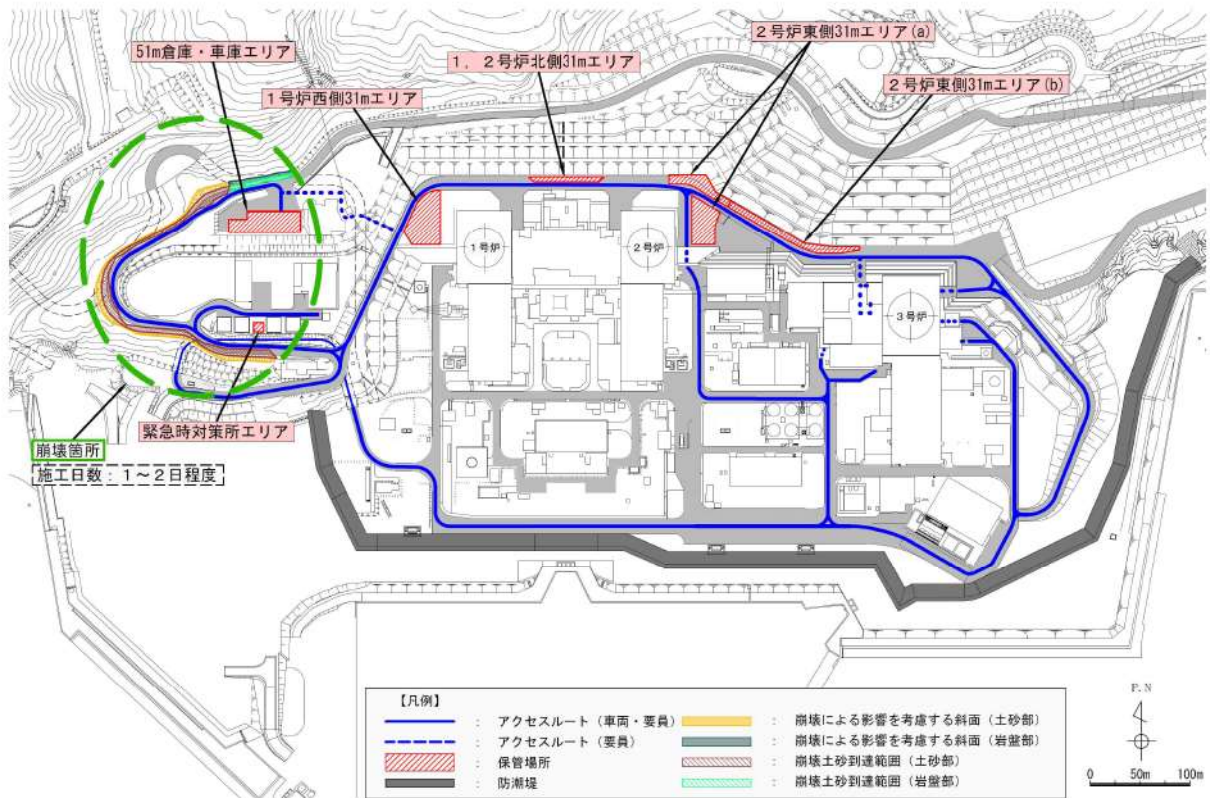 51m倉庫・車庫エリア
1号炉西側31mエリア
1，2号炉北側31mエリア
2号炉東側31mエリア(a)
2号炉東側31mエリア(b)
1号炉
2号炉
3号炉
緊急時対策所エリア
崩壊箇所
施工日数：1～2日程度
【凡例】
： アクセスルート（車両・要員）
： アクセスルート（要員）
： 保管場所
： 防潮堤
： 崩壊による影響を考慮する斜面（土砂部）
： 崩壊による影響を考慮する斜面（岩盤部）
： 崩壊土砂到達範囲（土砂部）
： 崩壊土砂到達範囲（岩盤部）
P.N
0 50m 100m